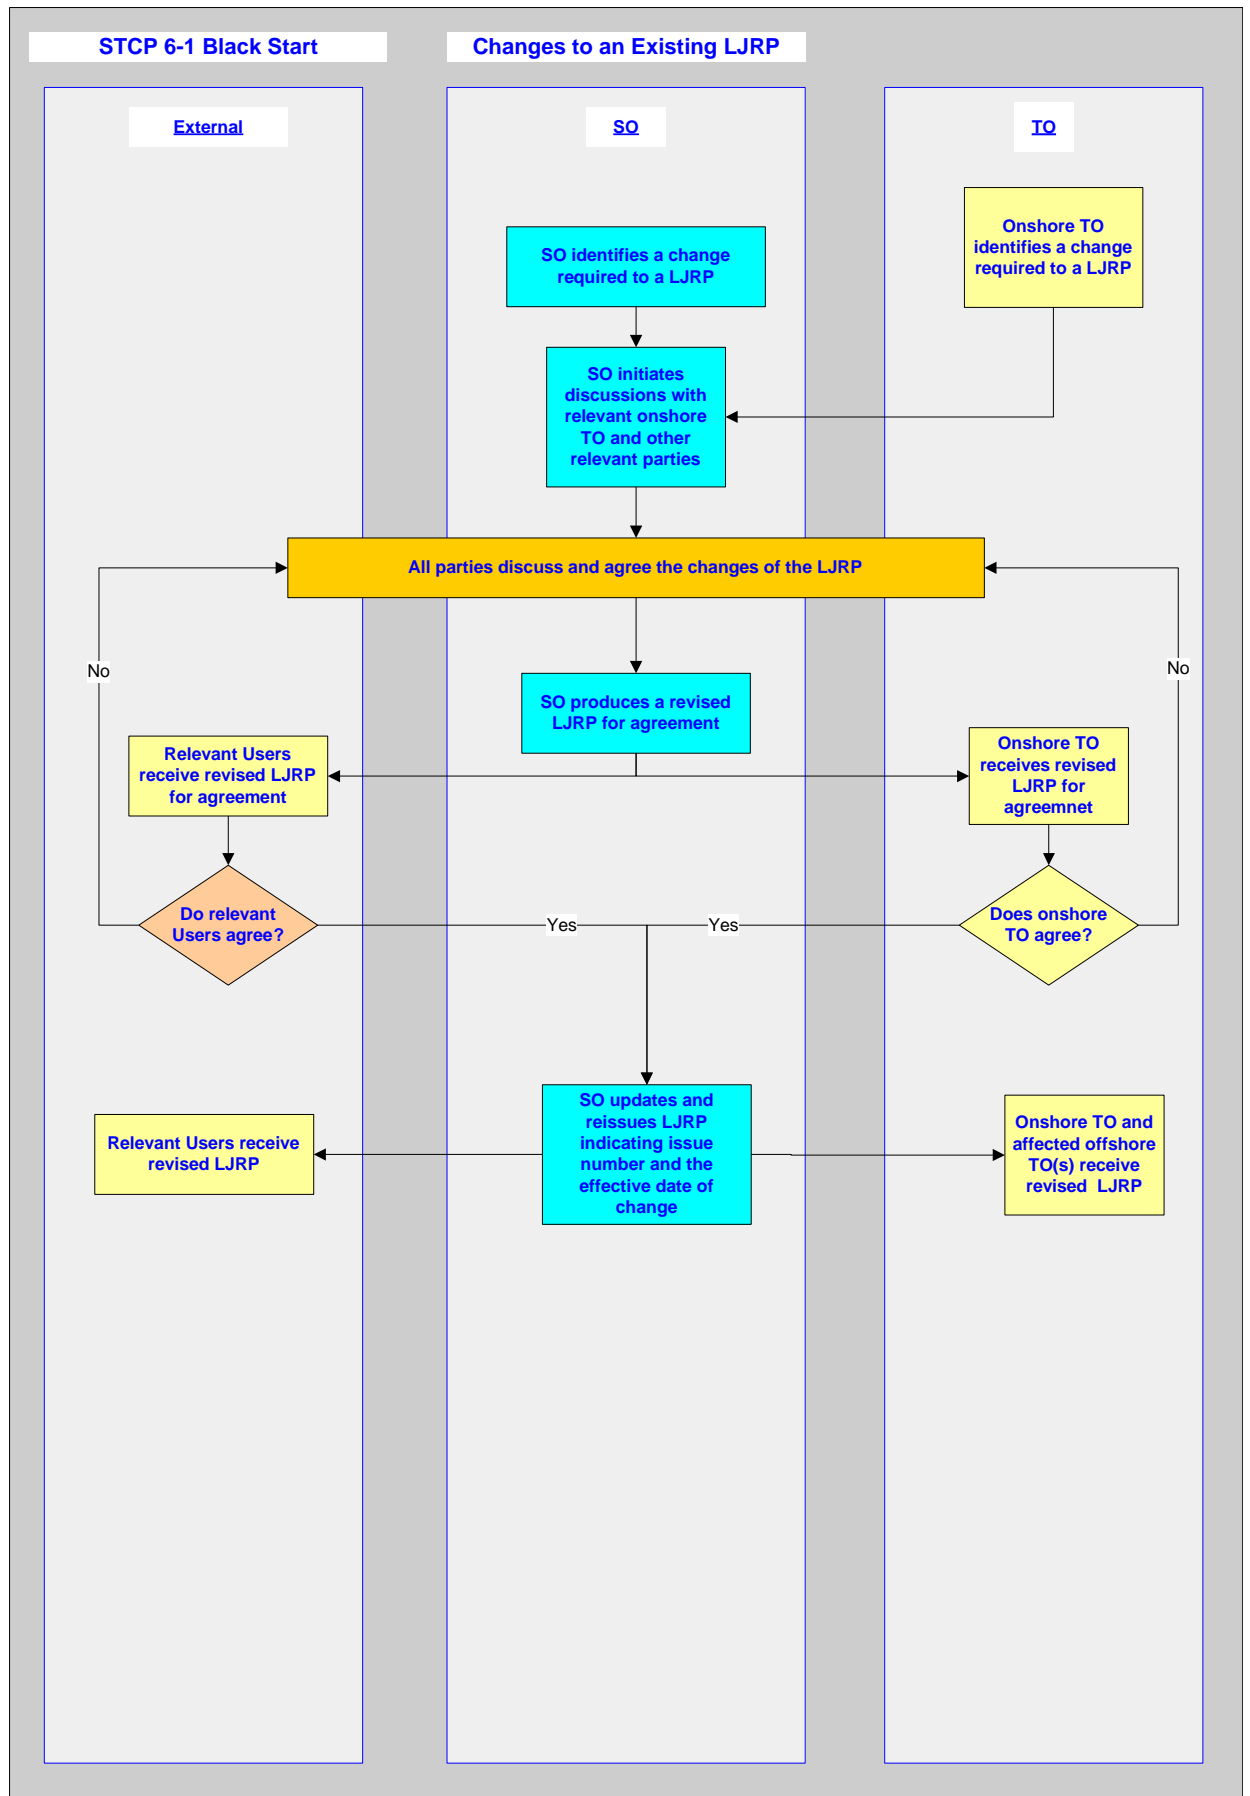 STCP 6-1 Black Start
Changes to an Existing LJRP
External
SO
TO
SO identifies a change
required to a LJRP
Onshore TO
identifies a change
required to a LJRP
SO initiates
discussions with
relevant onshore
TO and other
relevant parties
All parties discuss and agree the changes of the LJRP
No
No
SO produces a revised
LJRP for agreement
Relevant Users
receive revised LJRP
for agreement
Onshore TO
receives revised
LJRP for
agreemnet
Do relevant
Users agree?
Yes
Yes
Does onshore
TO agree?
Relevant Users receive
revised LJRP
SO updates and
reissues LJRP
indicating issue
number and the
effective date of
change
Onshore TO and
affected offshore
TO(s) receive
revised  LJRP